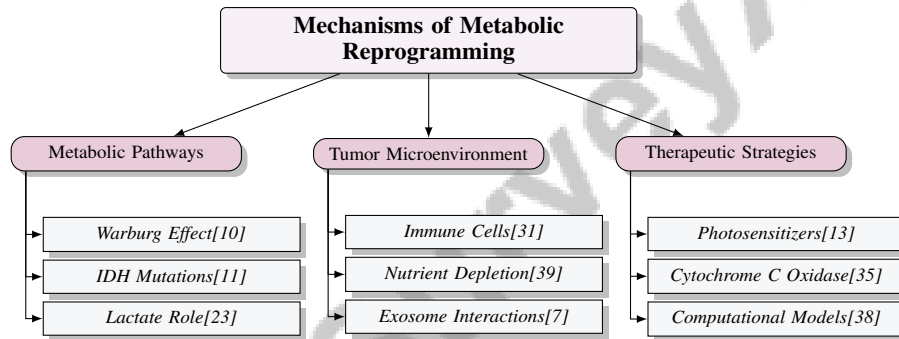 Mechanisms of Metabolic
Reprogramming
Metabolic Pathways
Tumor Microenvironment
Therapeutic Strategies
Warburg Effect[10]
Immune Cells[31]
Photosensitizers[13]
IDH Mutations[11]
Nutrient Depletion[39]
Cytochrome C Oxidase[35]
Lactate Role[23]
Exosome Interactions[7]
Computational Models[38]